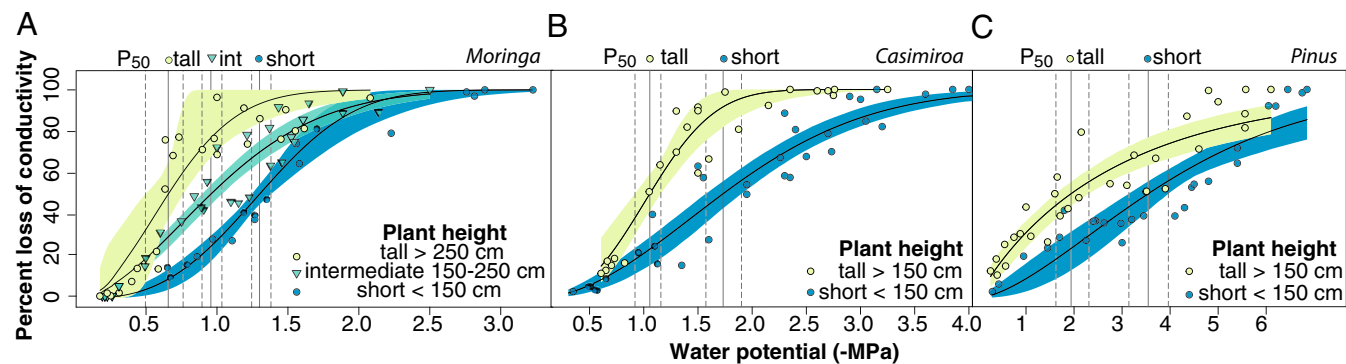 A
P50 tall int short
Moringa
B
P50 tall short
Casimiroa
C
P50 tall short
Pinus
Percent loss of conductivity
100
80
60
40
20
0
Plant height
tall > 250 cm
intermediate 150-250 cm
short < 150 cm
Plant height
tall > 150 cm
short < 150 cm
Plant height
tall > 150 cm
short < 150 cm
0.5 1.0 1.5 2.0 2.5 3.0
0.5 1.0 1.5 2.0 2.5 3.0 3.5 4.0
1 2 3 4 5 6
Water potential (-MPa)